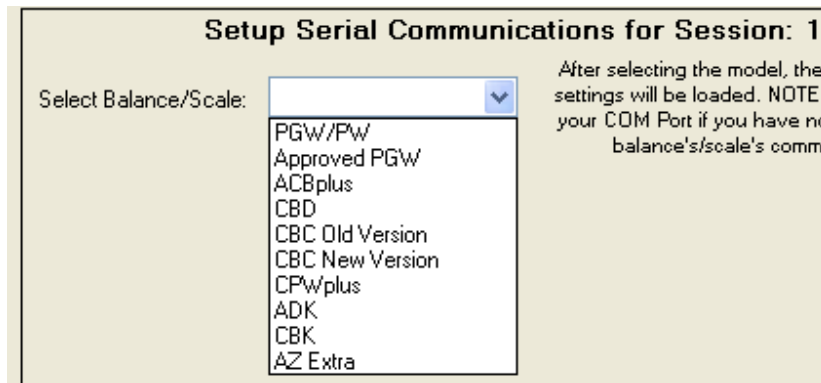 Setup Serial Communications for Session: 1
After selecting the model, the
settings will be loaded. NOTE
your COM Port if you have no
balance's/scale's comm
Select Balance/Scale:
PGW/PW
Approved PGW
ACBplus
CBD
CBC Old Version
CBC New Version
CPWplus
ADK
CBK
AZ Extra